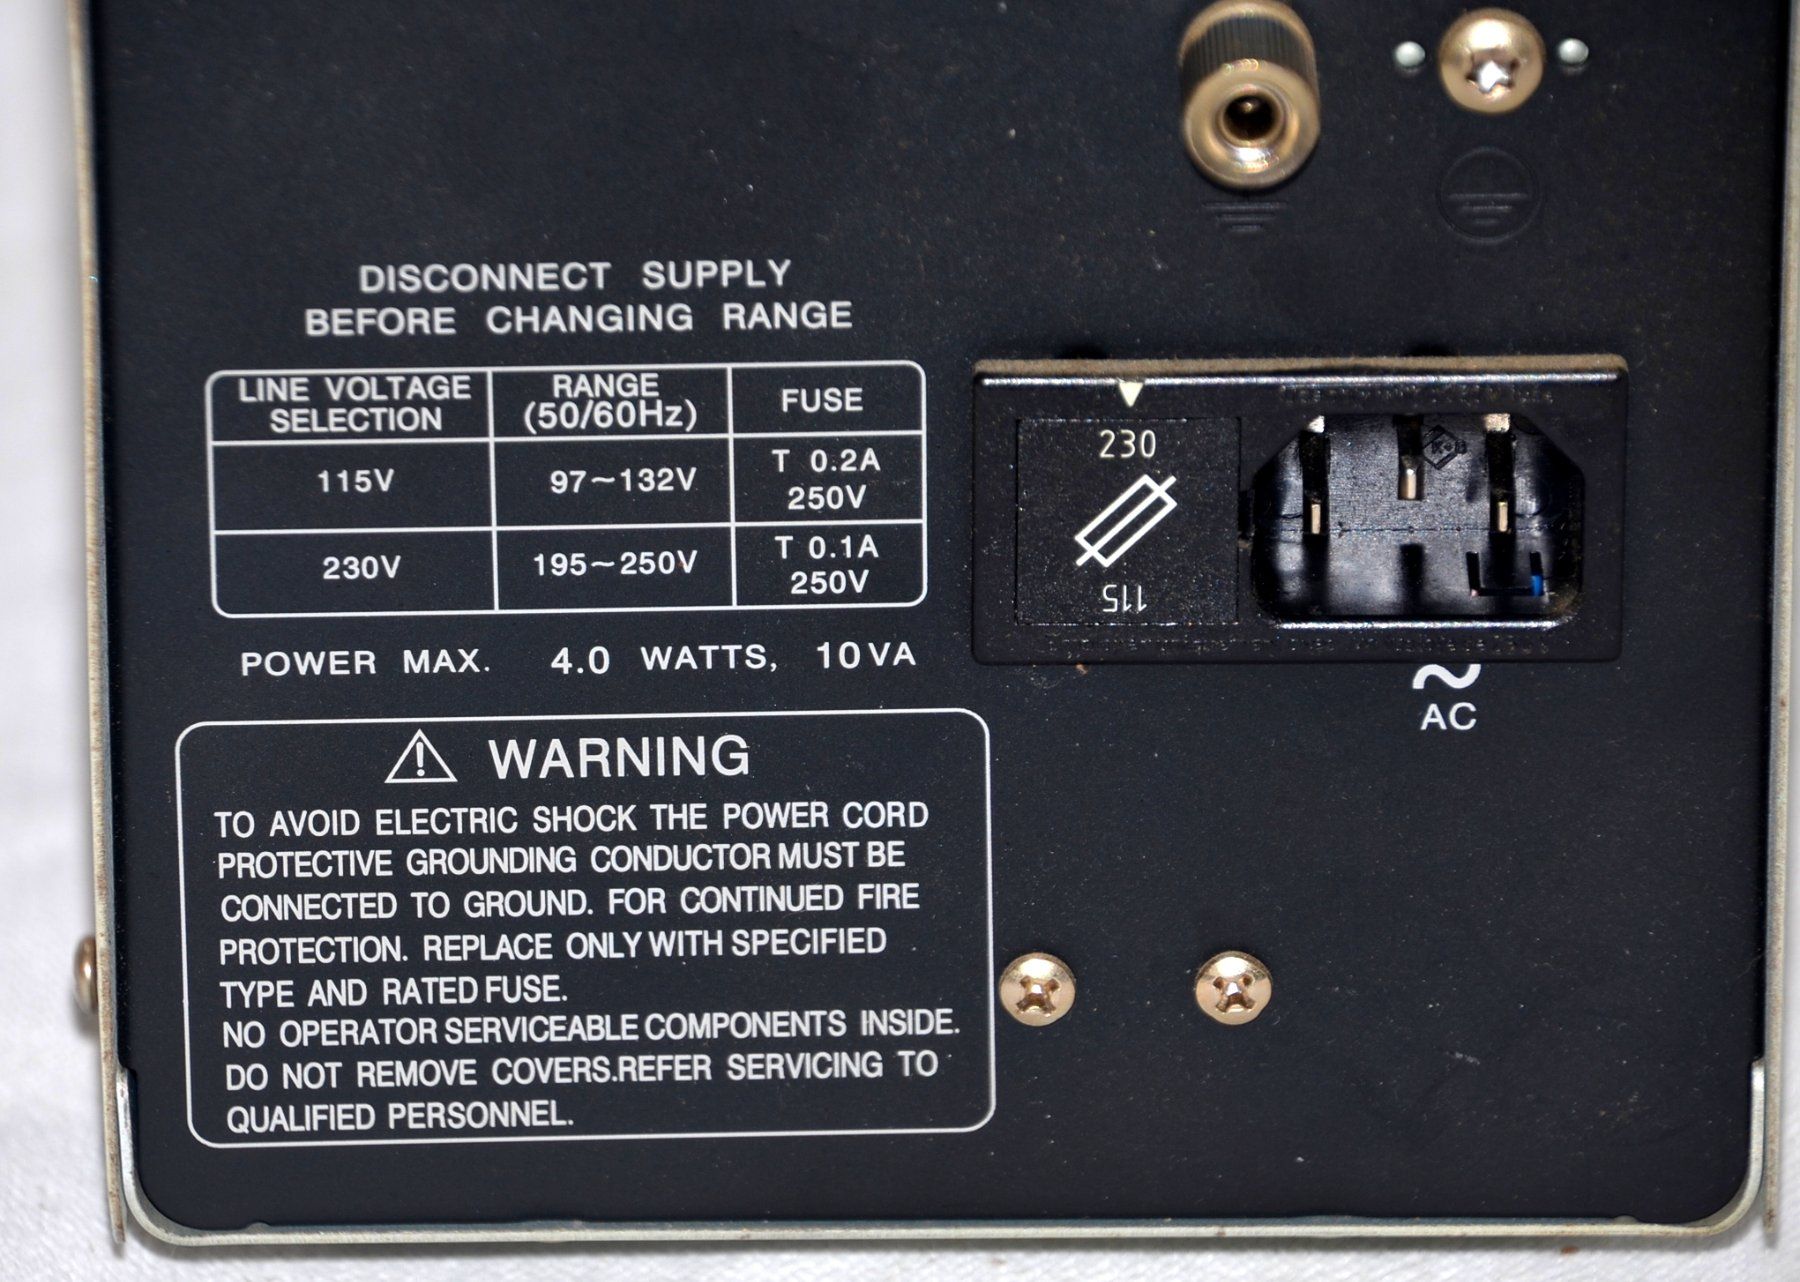 DISCONNECT SUPPLY
BEFORE CHANGING RANGE
LINE VOLTAGE SELECTION RANGE (50/60Hz) FUSE
115V 97~132V T 0.2A 250V
230V 195~250V T 0.1A 250V
POWER MAX. 4.0 WATTS, 10VA
230
115
AC
WARNING
TO AVOID ELECTRIC SHOCK THE POWER CORD
PROTECTIVE GROUNDING CONDUCTOR MUST BE
CONNECTED TO GROUND. FOR CONTINUED FIRE
PROTECTION. REPLACE ONLY WITH SPECIFIED
TYPE AND RATED FUSE.
NO OPERATOR SERVICEABLE COMPONENTS INSIDE.
DO NOT REMOVE COVERS.REFER SERVICING TO
QUALIFIED PERSONNEL.